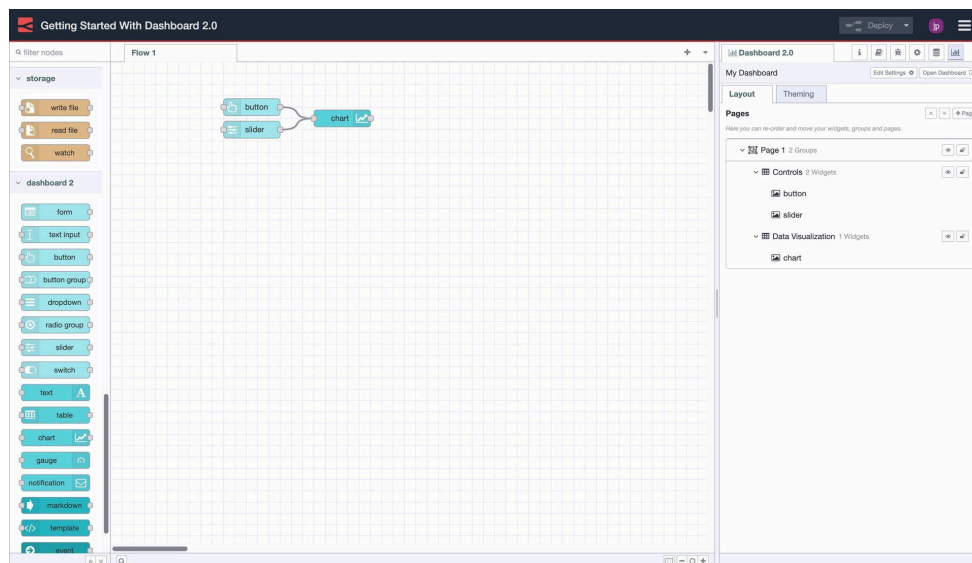 Getting Started With Dashboard 2.0
Deploy
jp
filter nodes
Flow 1
Dashboard 2.0
i
storage
write file
read file
watch
dashboard 2
form
text input
button
button group
dropdown
radio group
slider
switch
text
A
table
chart
gauge
notification
markdown
</> template
event
button
slider
chart
My Dashboard
Edit Settings
Open Dashboard
Layout
Theming
Pages
+ Pag
Here you can re-order and move your widgets, groups and pages.
Page 1 2 Groups
Controls 2 Widgets
button
slider
Data Visualization 1 Widgets
chart